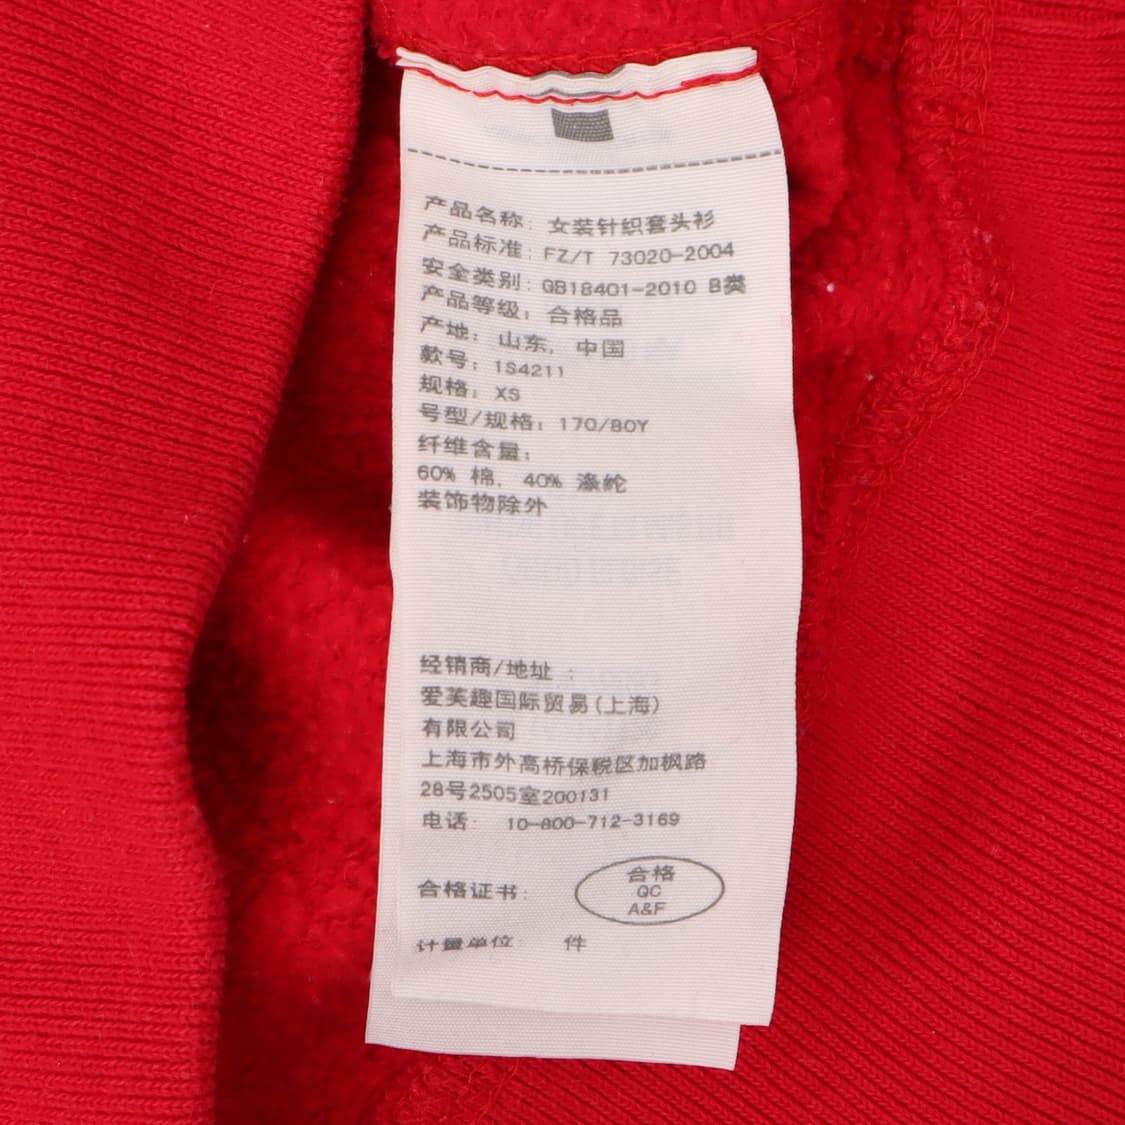 产品名称: 女装针织套头衫
产品标准: FZ/T 73020-2004
安全类别: GB18401-2010 B类
产品等级: 合格品
产地: 山东, 中国
款号: 1S4211
规格: XS
号型/规格: 170/80Y
纤维含量:
60% 棉, 40% 涤纶
装饰物除外
经销商/地址 :
爱芙趣国际贸易(上海)
有限公司
上海市外高桥保税区加枫路
28号2505室200131
电话: 10-800-712-3169
合格证书:
合格
QC
A&F
计量单位: 件